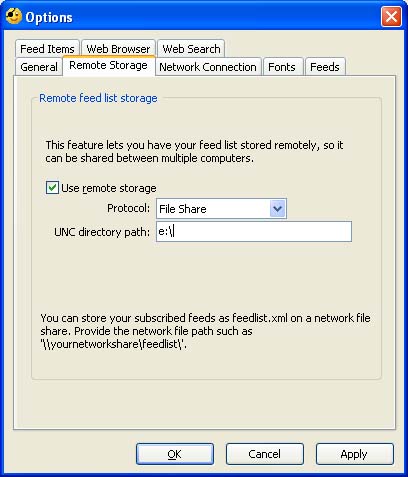 Options
Feed Items Web Browser Web Search
General Remote Storage Network Connection Fonts Feeds
Remote feed list storage
This feature lets you have your feed list stored remotely, so it
can be shared between multiple computers.
Use remote storage
Protocol: File Share
UNC directory path: e:\
You can store your subscribed feeds as feedlist.xml on a network file
share. Provide the network file path such as
'\\yournetworkshare\feedlist\'.
OK Cancel Apply